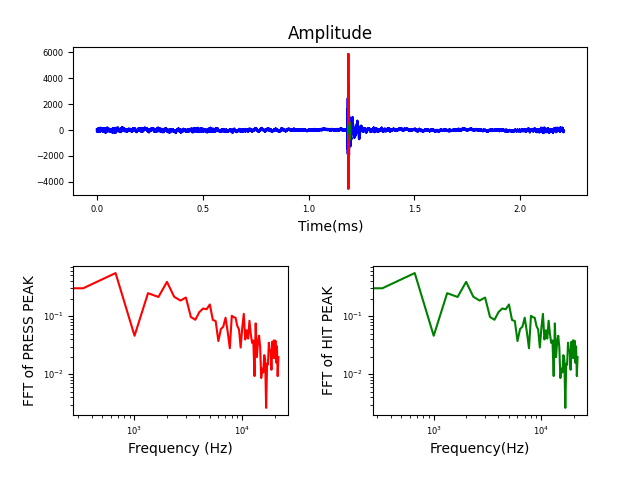 Amplitude
6000
4000
2000
0
−2000
−4000
0.0 0.5 1.0 1.5 2.0
Time(ms)
FFT of PRESS PEAK
10⁻¹
10⁻²
10³ 10⁴
Frequency (Hz)
FFT of HIT PEAK
10⁻¹
10⁻²
10³ 10⁴
Frequency(Hz)